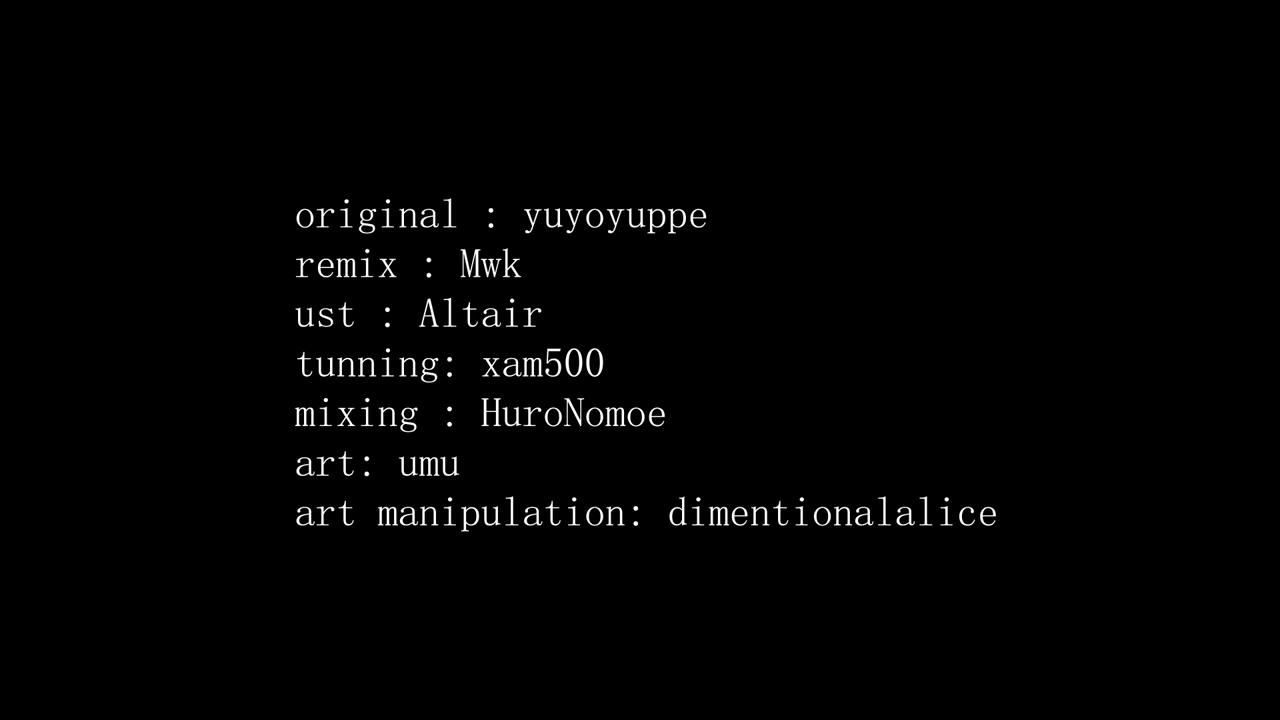 original : yuyoyuppe
remix : Mwk
ust : Altair
tunning: xam500
mixing : HuroNomoe
art: umu
art manipulation: dimentionalalice